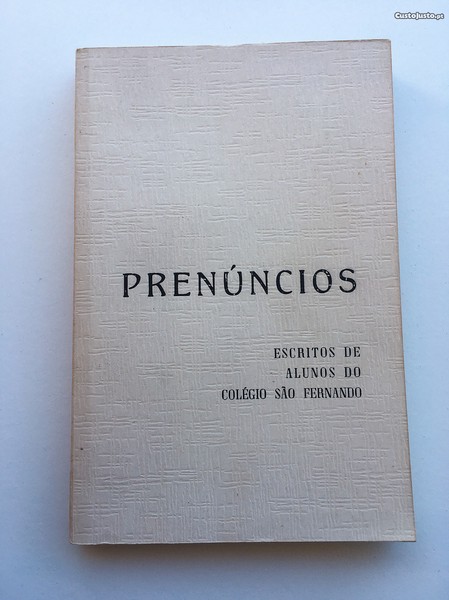 CustoJusto.pt
PRENÚNCIOS
ESCRITOS DE
ALUNOS DO
COLÉGIO SÃO FERNANDO